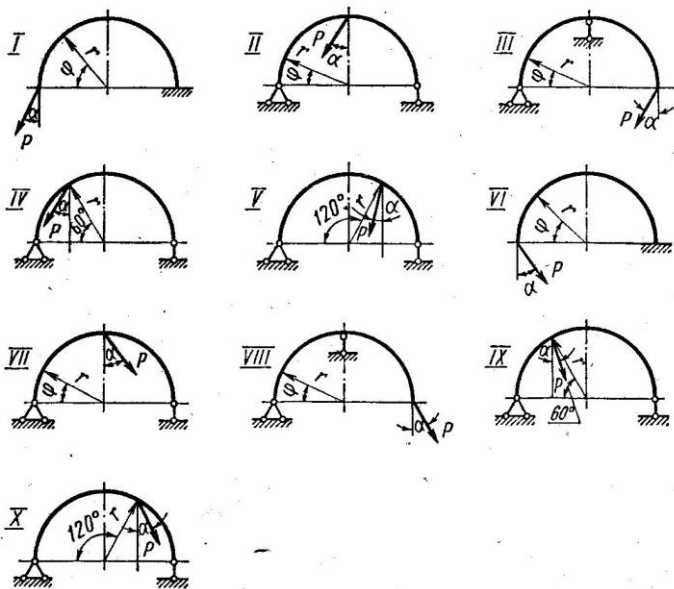 I φ r α P
II P r φ α
III r φ P α
IV α P r 60°
V 120° r α P
VI φ r α P
VII φ r α P
VIII φ r α P
IX α P r 60°
X 120° r α P